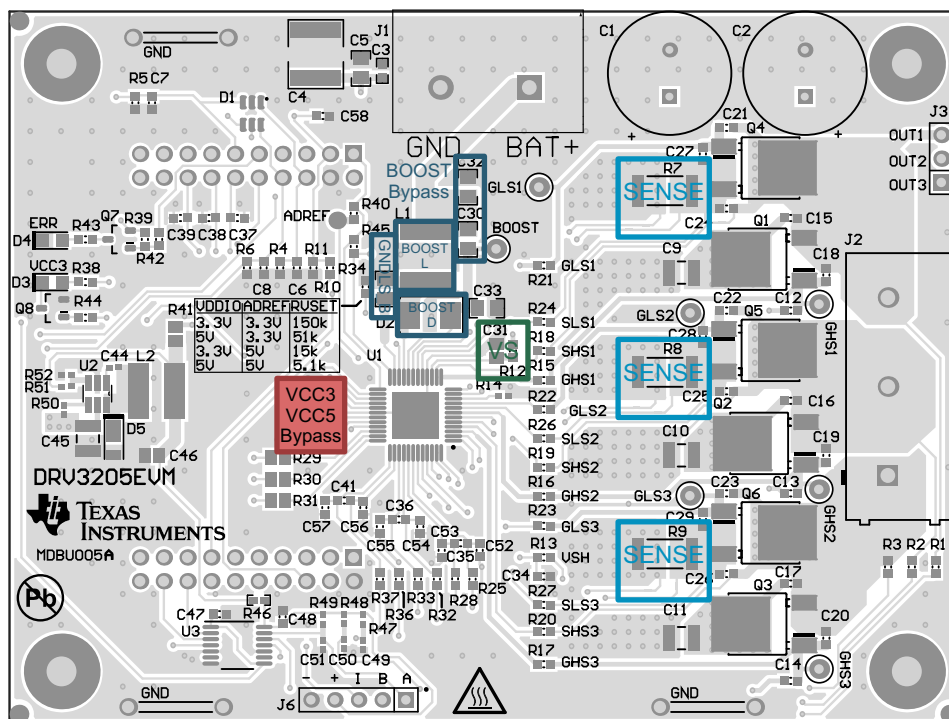 J1
C1
C2
GND
C5
C3
R5 C7
D1
C4
C58
C21
J3
Q4
OUT1
OUT2
OUT3
C27
GND BAT+
BOOST
Bypass
C32
GLS1
R7
SENSE
C24
Q1
C15
R40
L1
C30
BOOST
ADREF
R45
ERR
D4
R43
Q7
R39
R42
C39 C38 C37
VCC3
D3
R38
R6 R4 R11
R34
C8 C6 R10
GNDLS_B
BOOST
L
C9
C18
J2
GLS1
R21
Q8
R44
R41
VDDIO ADREF RVSET
3.3V 3.3V 150k
5V 3.3V 51k
3.3V 5V 15k
5V 5V 5.1k
D2
BOOST
D
C33
R24
SLS1
GLS2
C22
C12
Q5
GHS1
C31
VS
R12
R18
SHS1
C28
R8
SENSE
C25
R15
GHS1
U1
R14
R22
GLS2
Q2
C16
C44 L2
U2
R52
R51
R50
C45
D5
C46
VCC3
VCC5
Bypass
R26
SLS2
C10
C19
R19
SHS2
R29
R30
R31
DRV3205EVM
TEXAS
INSTRUMENTS
MDBU005A
R16
GHS2
GLS3
C23
C13
Q6
GHS2
C41
C57 C56
C36
C55 C54
C53
C35
C52
R23
GLS3
C29
R9
SENSE
C26
R13
VSH
C34
R3
R2
R1
Pb
R37
R36
R33
R32
R28
R25
R27
SLS3
Q3
C17
C11
C20
R20
SHS3
R17
GHS3
C14
GHS3
C47
R46
C48
U3
R49 R48
R47
C51 C50 C49
- + I B A
J6
GND
GND